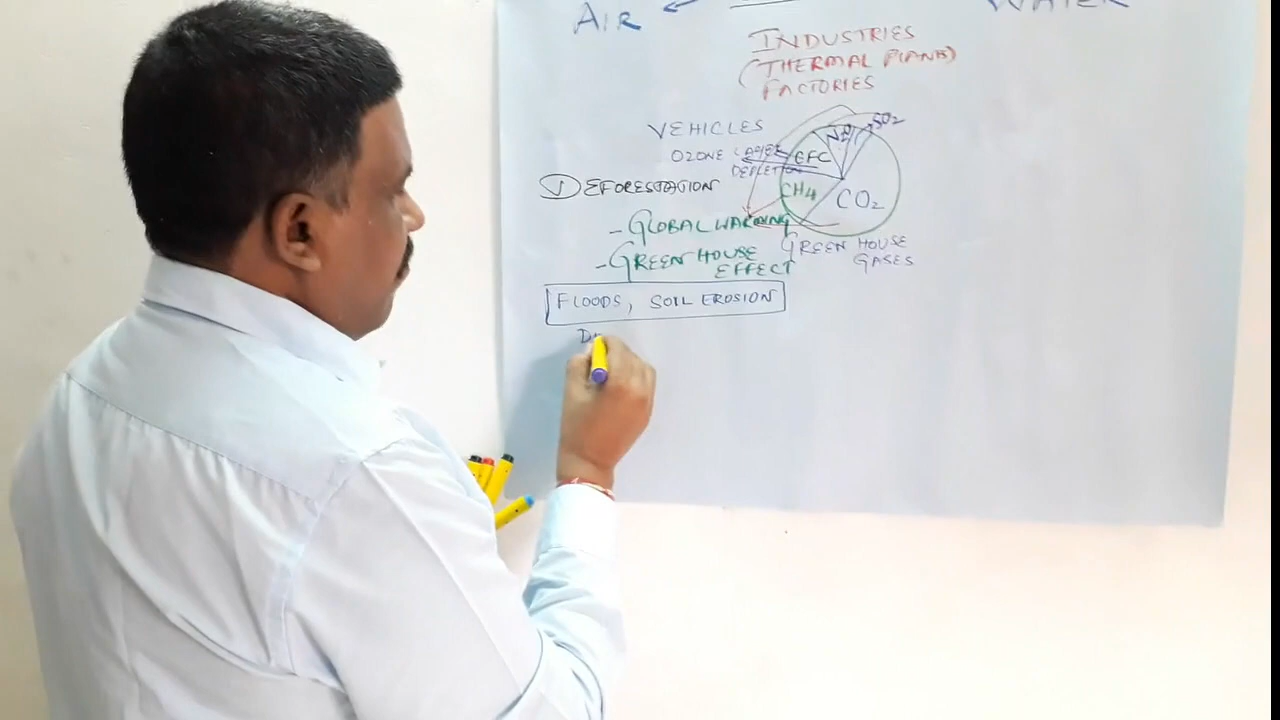 AIR
WATER
INDUSTRIES
(THERMAL PLANTS)
FACTORIES
VEHICLES
SO2
OZONE LAYER
DEPLETION
CFC
DEFORESTATION
CH4
CO2
- GLOBAL WARMING
- GREEN HOUSE
EFFECT
GREEN HOUSE
GASES
FLOODS, SOIL EROSION